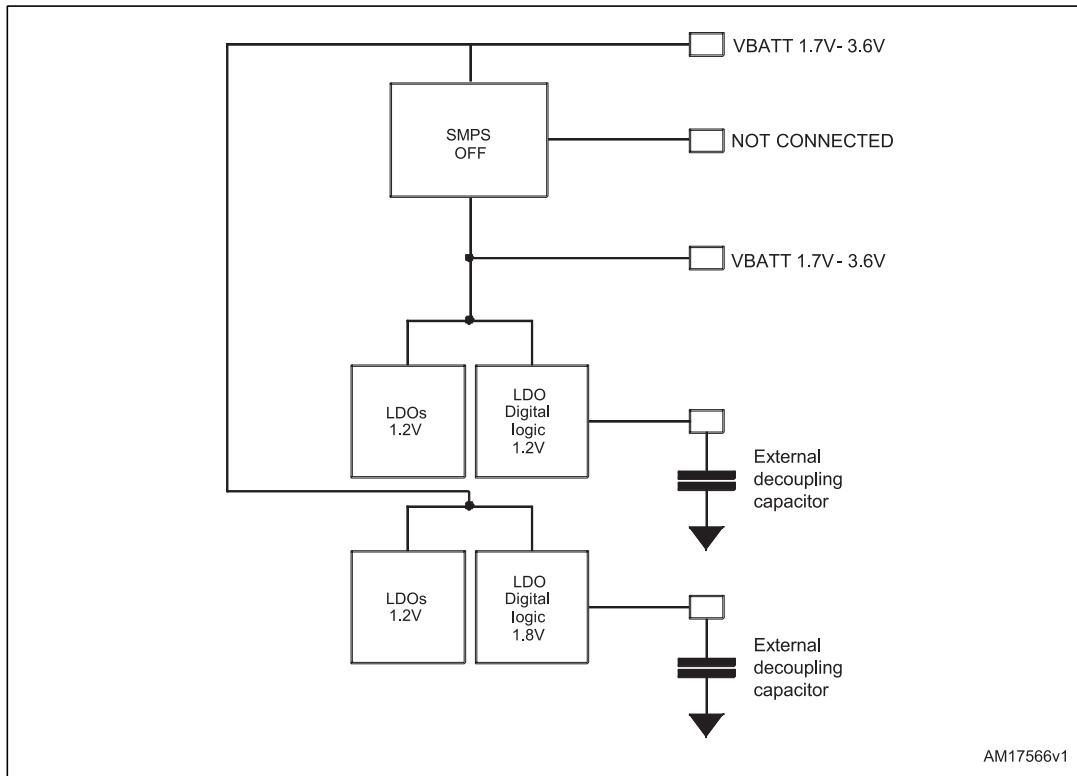 VBATT 1.7V- 3.6V
SMPS
OFF
NOT CONNECTED
VBATT 1.7V- 3.6V
LDOs
1.2V
LDO
Digital
logic
1.2V
External
decoupling
capacitor
LDOs
1.2V
LDO
Digital
logic
1.8V
External
decoupling
capacitor
AM17566v1